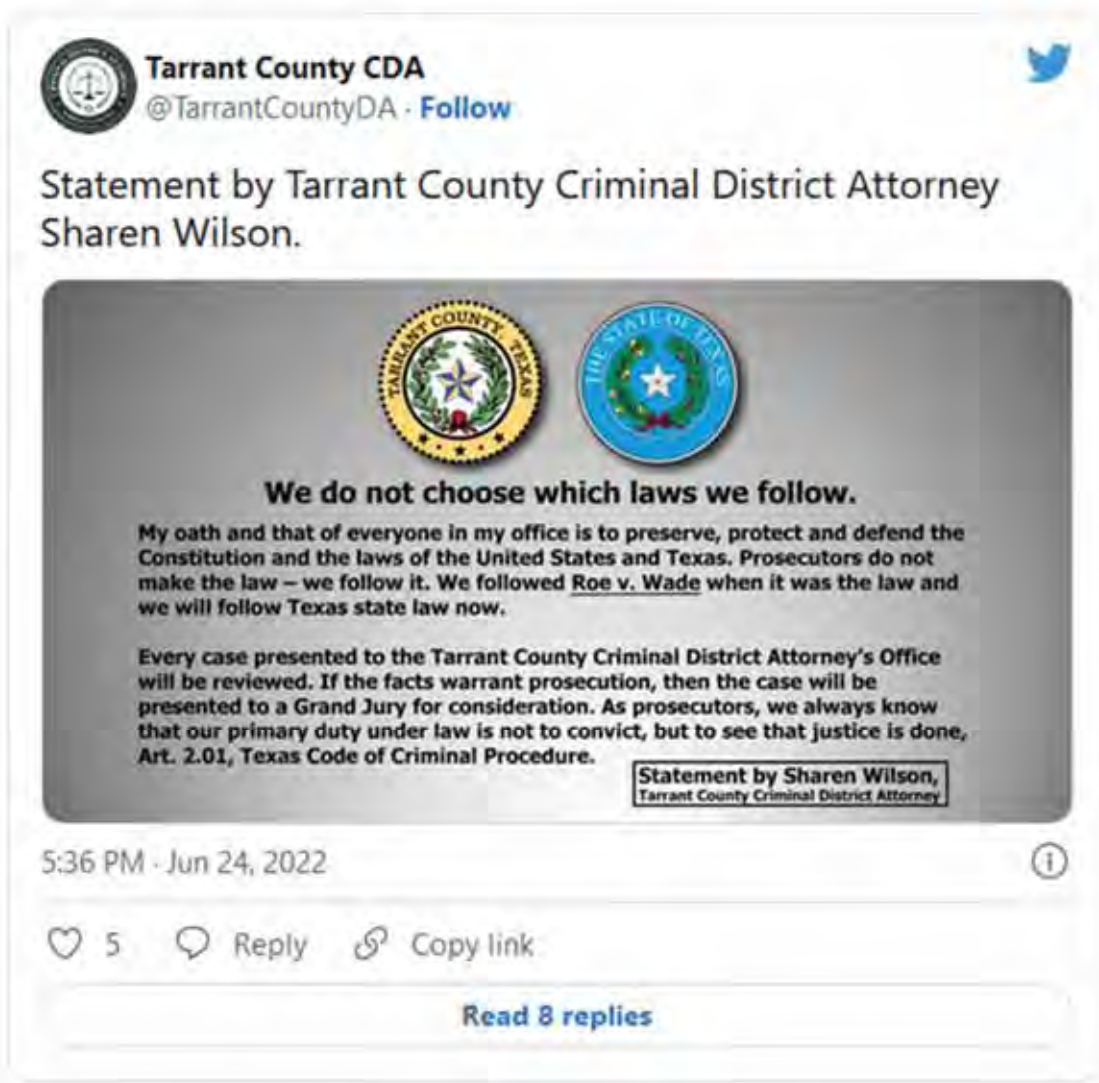 Tarrant County CDA
@TarrantCountyDA · Follow
Statement by Tarrant County Criminal District Attorney
Sharen Wilson.
TARRANT COUNTY TEXAS
THE STATE OF TEXAS
We do not choose which laws we follow.
My oath and that of everyone in my office is to preserve, protect and defend the
Constitution and the laws of the United States and Texas. Prosecutors do not
make the law – we follow it. We followed Roe v. Wade when it was the law and
we will follow Texas state law now.
Every case presented to the Tarrant County Criminal District Attorney's Office
will be reviewed. If the facts warrant prosecution, then the case will be
presented to a Grand Jury for consideration. As prosecutors, we always know
that our primary duty under law is not to convict, but to see that justice is done,
Art. 2.01, Texas Code of Criminal Procedure.
Statement by Sharen Wilson,
Tarrant County Criminal District Attorney
5:36 PM · Jun 24, 2022
5 Reply Copy link
Read 8 replies